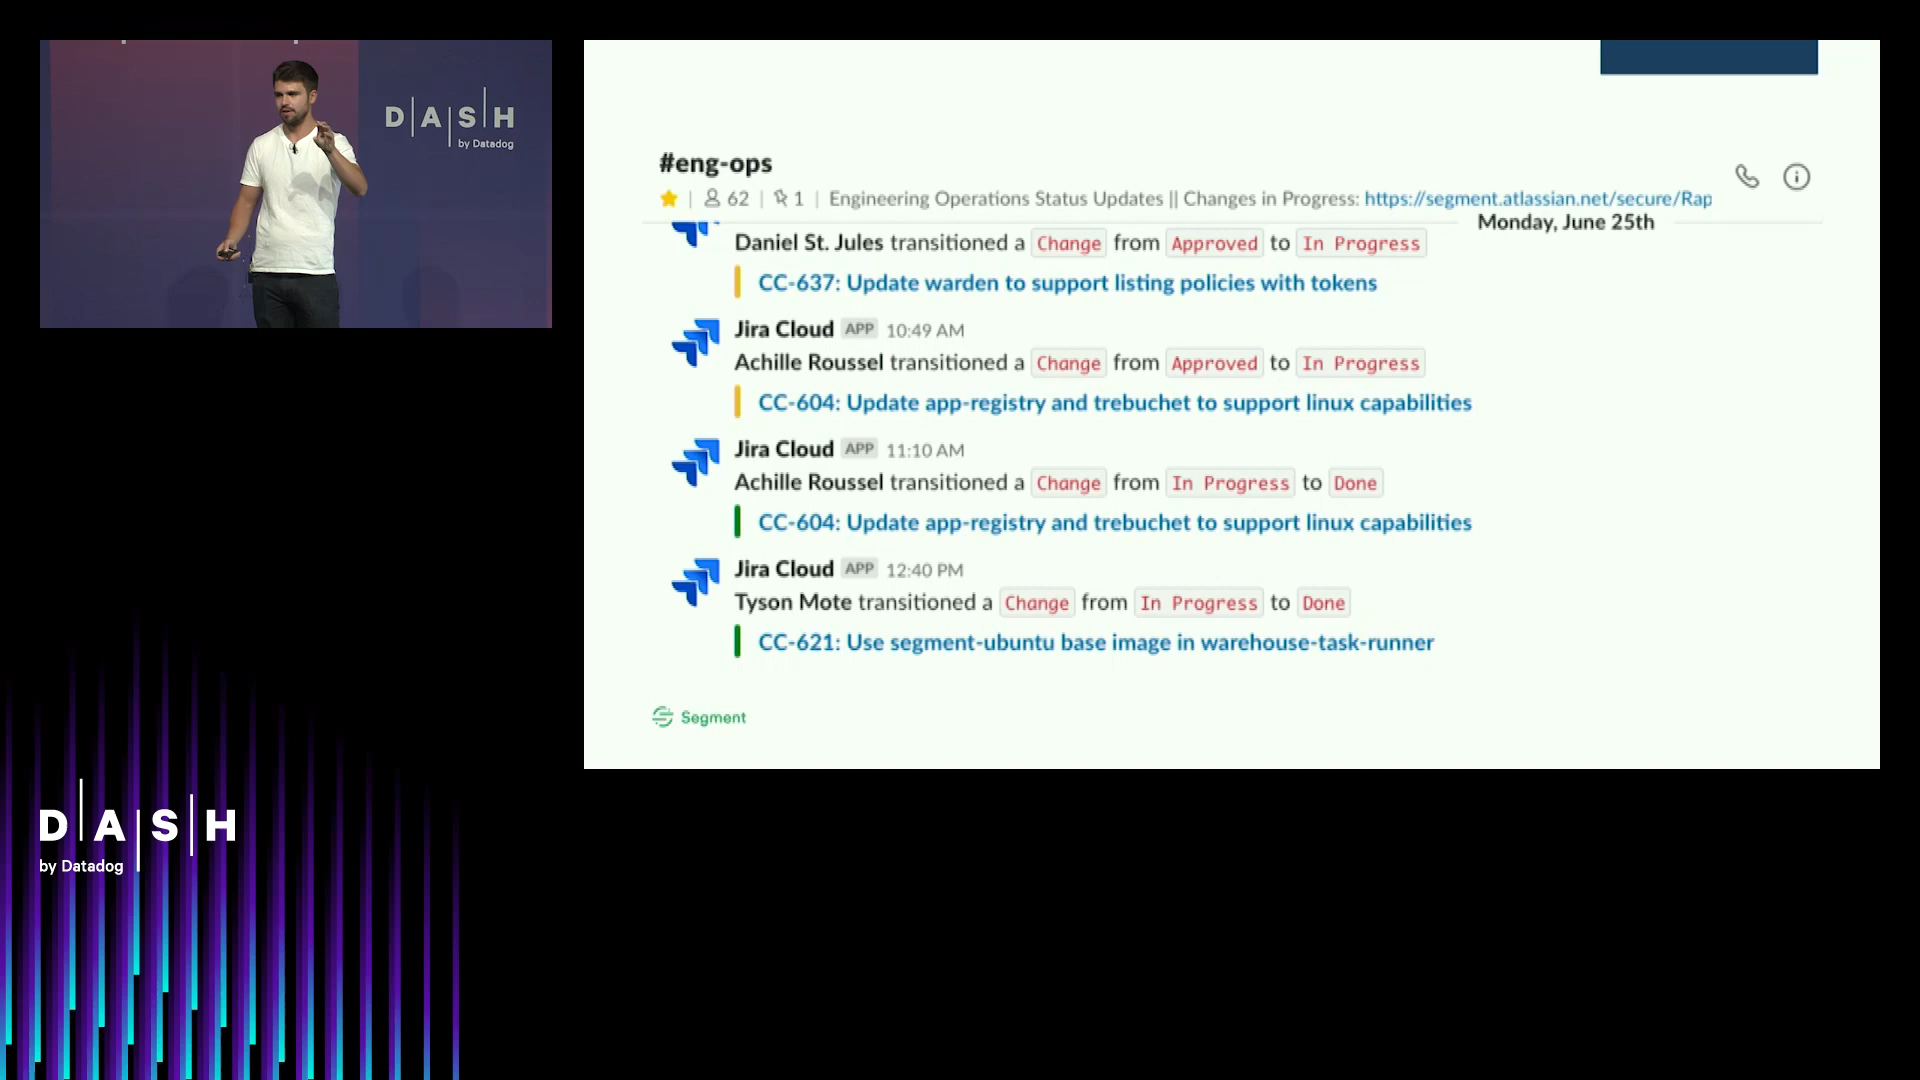 D|A|S|H
by Datadog
#eng-ops
62 | 1 | Engineering Operations Status Updates || Changes in Progress: https://segment.atlassian.net/secure/Rap
Monday, June 25th
Daniel St. Jules transitioned a Change from Approved to In Progress
CC-637: Update warden to support listing policies with tokens
Jira Cloud APP 10:49 AM
Achille Roussel transitioned a Change from Approved to In Progress
CC-604: Update app-registry and trebuchet to support linux capabilities
Jira Cloud APP 11:10 AM
Achille Roussel transitioned a Change from In Progress to Done
CC-604: Update app-registry and trebuchet to support linux capabilities
Jira Cloud APP 12:40 PM
Tyson Mote transitioned a Change from In Progress to Done
CC-621: Use segment-ubuntu base image in warehouse-task-runner
Segment
D|A|S|H
by Datadog